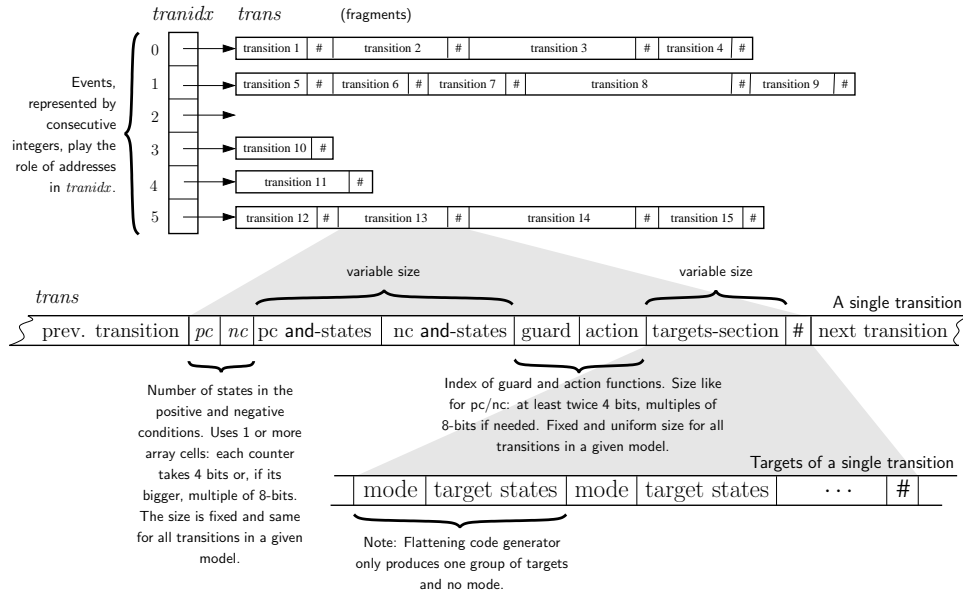 tranidx trans (fragments)
0 transition 1 # transition 2 # transition 3 # transition 4 #
1 transition 5 # transition 6 # transition 7 # transition 8 # transition 9 #
2
3 transition 10 #
4 transition 11 #
5 transition 12 # transition 13 # transition 14 # transition 15 #
Events,
represented by
consecutive
integers, play the
role of addresses
in tranidx.
variable size
variable size
trans
A single transition
prev. transition pc nc pc and-states nc and-states guard action targets-section # next transition
Number of states in the
positive and negative
conditions. Uses 1 or more
array cells: each counter
takes 4 bits or, if its
bigger, multiple of 8-bits.
The size is fixed and same
for all transitions in a given
model.
Index of guard and action functions. Size like
for pc/nc: at least twice 4 bits, multiples of
8-bits if needed. Fixed and uniform size for all
transitions in a given model.
Targets of a single transition
mode target states mode target states ... #
Note: Flattening code generator
only produces one group of targets
and no mode.